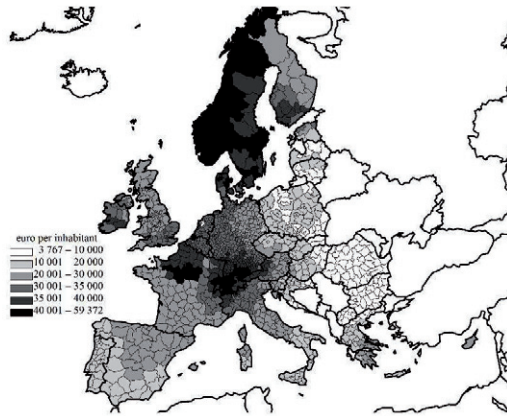 euro per inhabitant
3 767 – 10 000
10 001 20 000
20 001 – 30 000
30 001 – 35 000
35 001 40 000
40 001 – 59 372